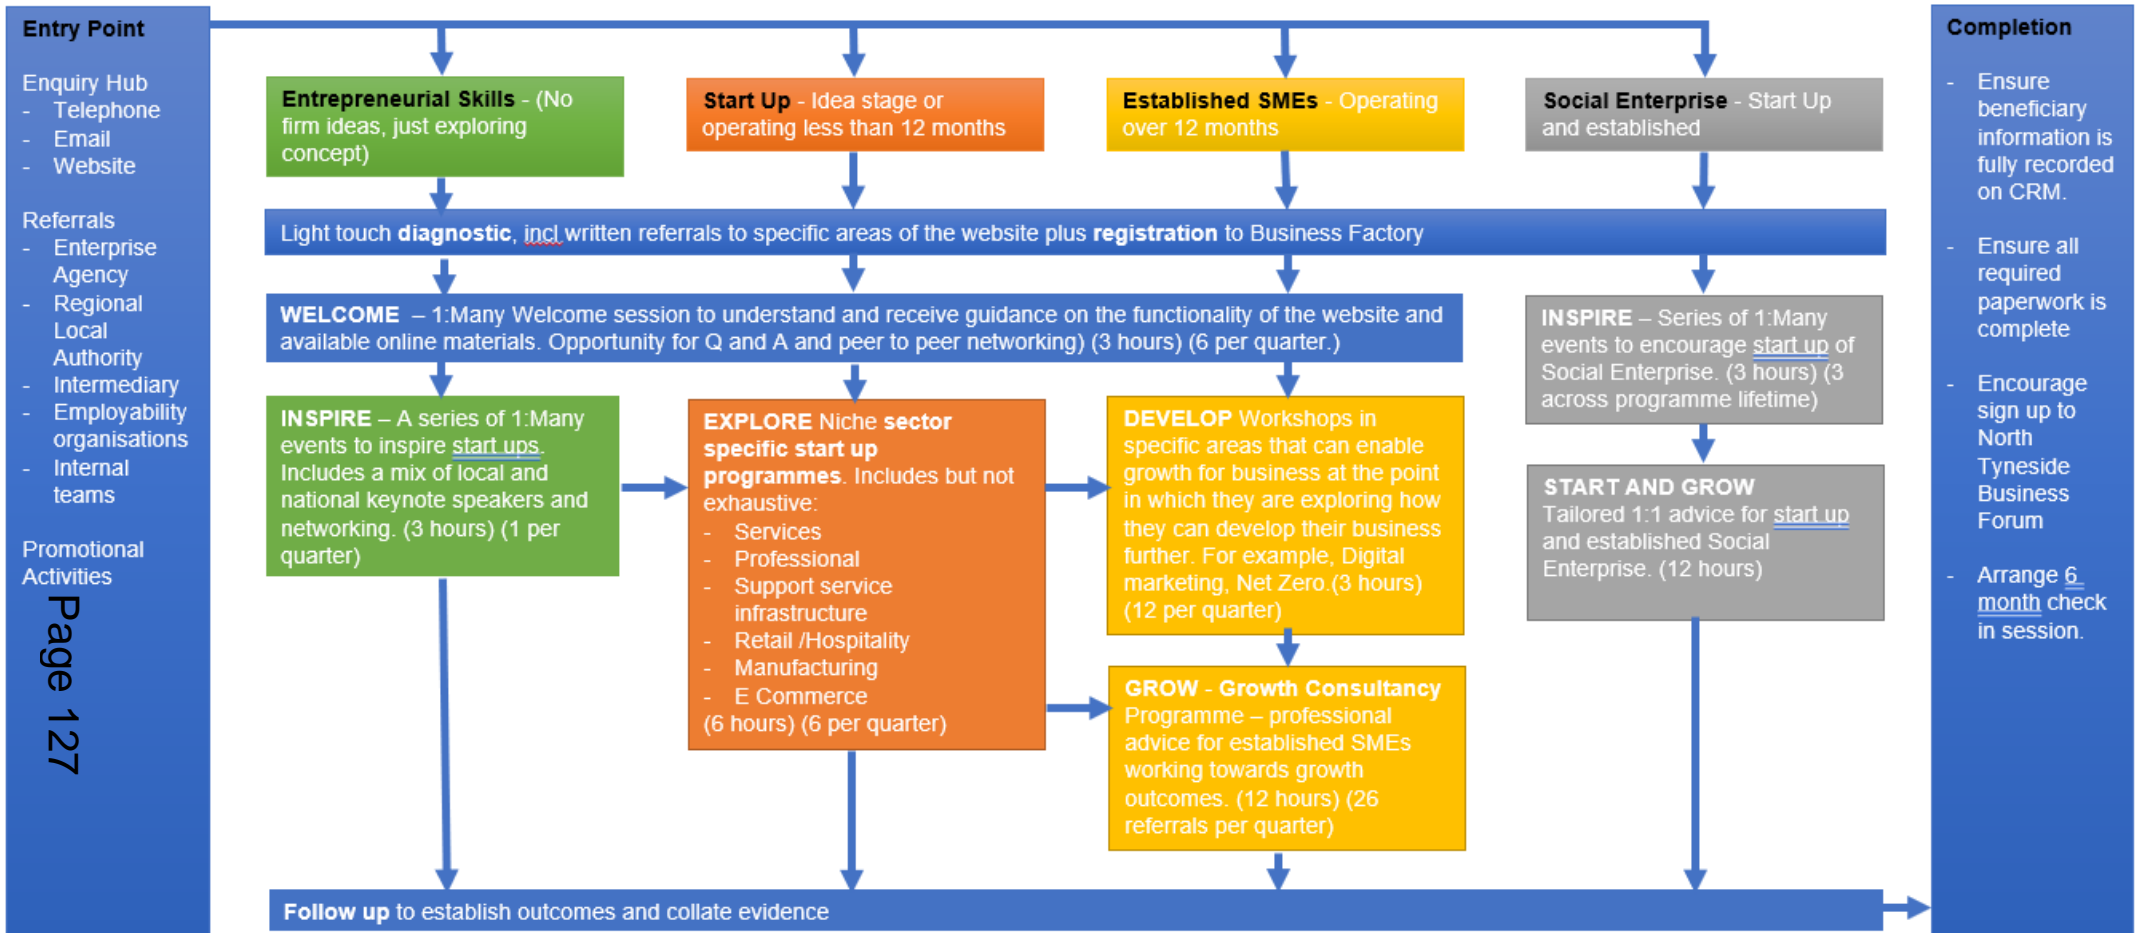 Entry Point
Enquiry Hub
- Telephone
- Email
- Website
Referrals
- Enterprise
Agency
- Regional
Local
Authority
- Intermediary
- Employability
organisations
- Internal
teams
Promotional
Activities
Page 127
Entrepreneurial Skills - (No
firm ideas, just exploring
concept)
Start Up - Idea stage or
operating less than 12 months
Established SMEs - Operating
over 12 months
Social Enterprise - Start Up
and established
Light touch diagnostic, incl written referrals to specific areas of the website plus registration to Business Factory
WELCOME – 1:Many Welcome session to understand and receive guidance on the functionality of the website and
available online materials. Opportunity for Q and A and peer to peer networking) (3 hours) (6 per quarter.)
INSPIRE – A series of 1:Many
events to inspire start ups.
Includes a mix of local and
national keynote speakers and
networking. (3 hours) (1 per
quarter)
EXPLORE Niche sector
specific start up
programmes. Includes but not
exhaustive:
- Services
- Professional
- Support service
infrastructure
- Retail /Hospitality
- Manufacturing
- E Commerce
(6 hours) (6 per quarter)
DEVELOP Workshops in
specific areas that can enable
growth for business at the point
in which they are exploring how
they can develop their business
further. For example, Digital
marketing, Net Zero.(3 hours)
(12 per quarter)
GROW - Growth Consultancy
Programme – professional
advice for established SMEs
working towards growth
outcomes. (12 hours) (26
referrals per quarter)
INSPIRE – Series of 1:Many
events to encourage start up of
Social Enterprise. (3 hours) (3
across programme lifetime)
START AND GROW
Tailored 1:1 advice for start up
and established Social
Enterprise. (12 hours)
Follow up to establish outcomes and collate evidence
Completion
- Ensure
beneficiary
information is
fully recorded
on CRM.
- Ensure all
required
paperwork is
complete
- Encourage
sign up to
North
Tyneside
Business
Forum
- Arrange 6
month check
in session.